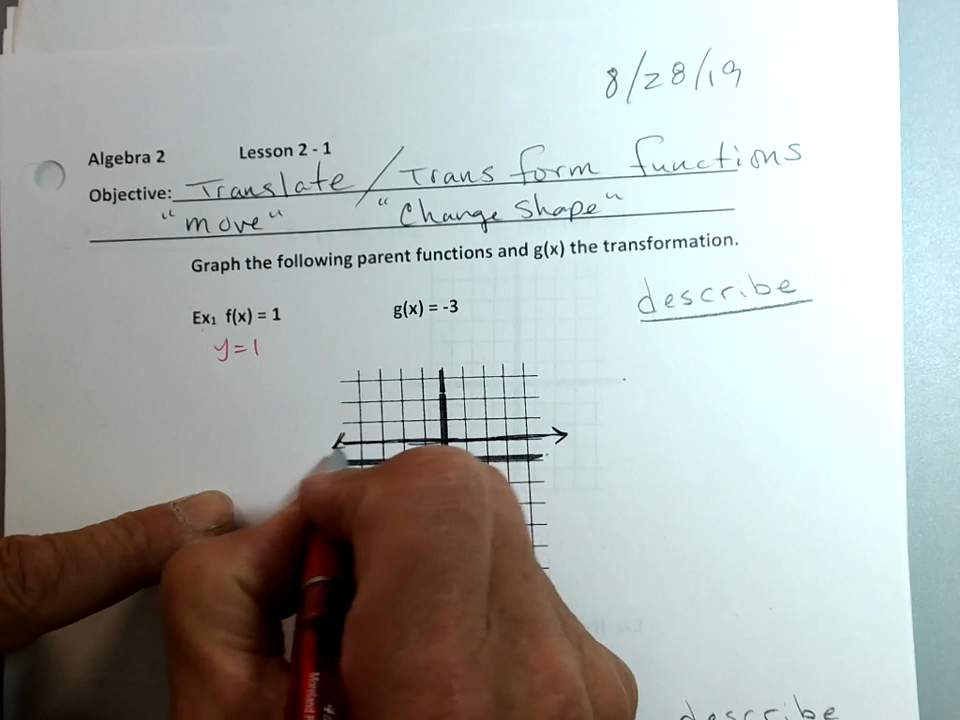 8/28/19
Algebra 2 Lesson 2 - 1
Objective: Translate / Transform functions
"move" "Change Shape"
Graph the following parent functions and g(x) the transformation.
describe
Ex1 f(x) = 1 g(x) = -3
y=1
describe